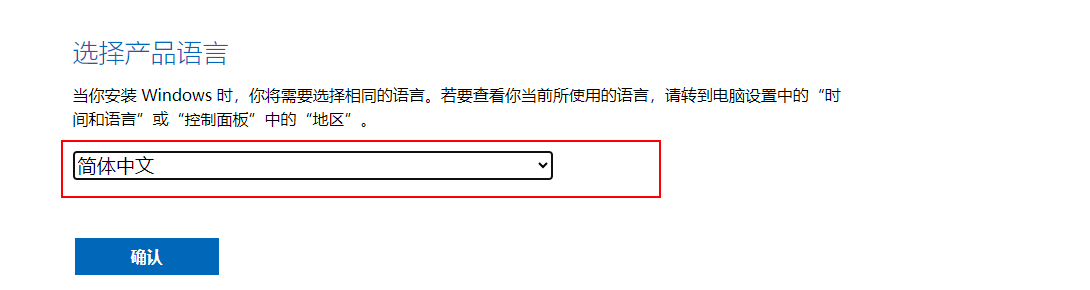 选择产品语言
当你安装 Windows 时，你将需要选择相同的语言。若要查看你当前所使用的语言，请转到电脑设置中的“时
间和语言”或“控制面板”中的“地区”。
简体中文
确认